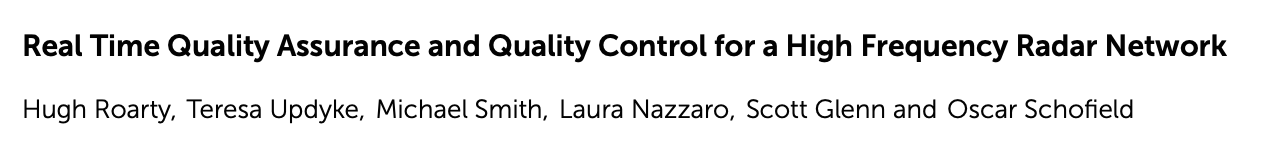 Real Time Quality Assurance and Quality Control for a High Frequency Radar Network
Hugh Roarty, Teresa Updyke, Michael Smith, Laura Nazzaro, Scott Glenn and Oscar Schofield